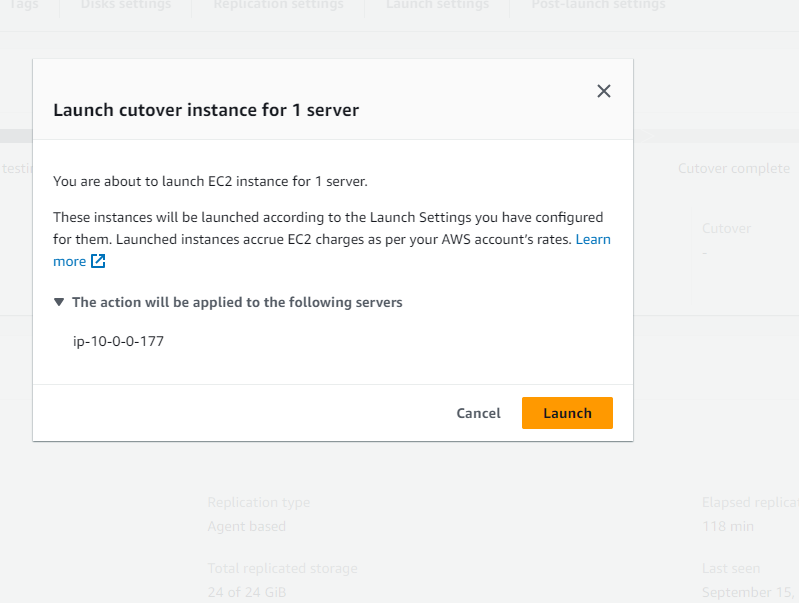 Tags Disks settings Replication settings Launch settings Post-launch settings
Launch cutover instance for 1 server
testin Cutover complete
You are about to launch EC2 instance for 1 server.
These instances will be launched according to the Launch Settings you have configured
for them. Launched instances accrue EC2 charges as per your AWS account's rates. Learn
more
Cutover
-
The action will be applied to the following servers
ip-10-0-0-177
Cancel Launch
Replication type Elapsed replicat
Agent based 118 min
Total replicated storage Last seen
24 of 24 GiB September 15,